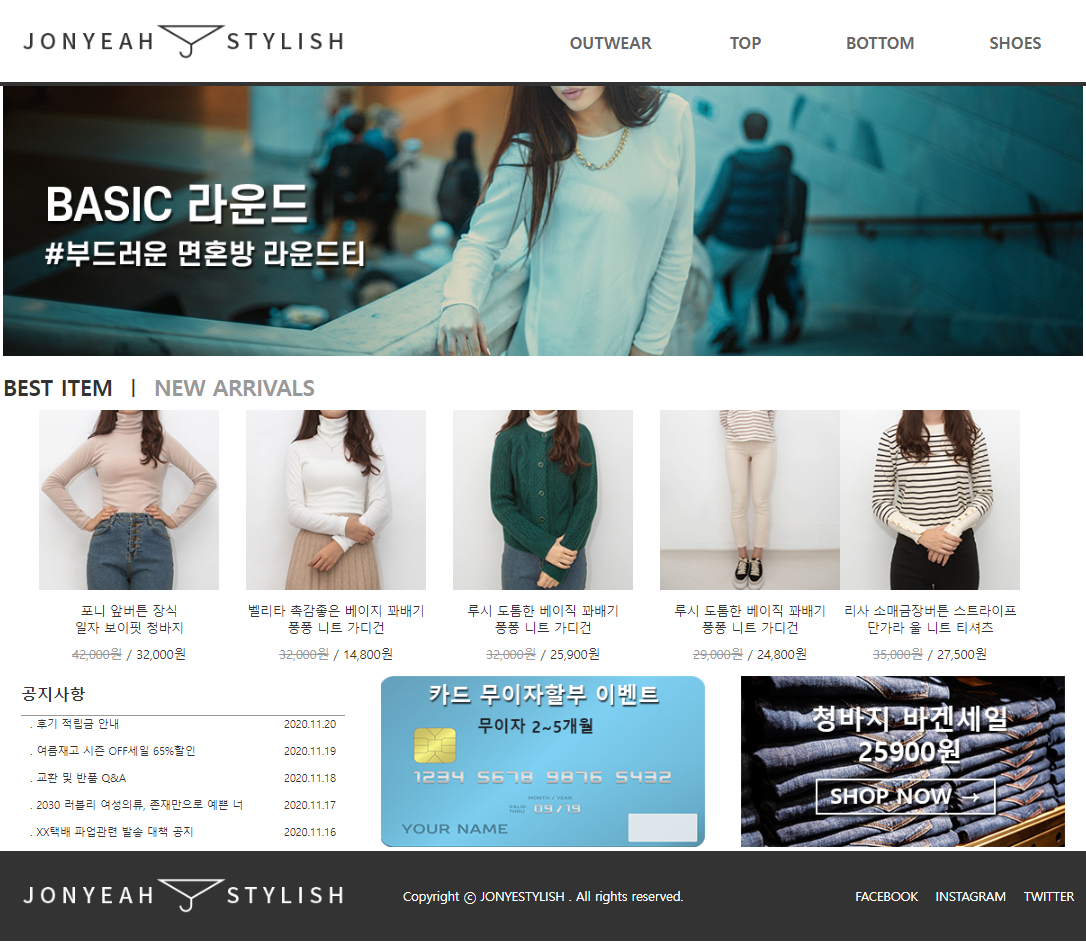 JONYEAH STYLISH
OUTWEAR TOP BOTTOM SHOES
BASIC 라운드
#부드러운 면혼방 라운드티
BEST ITEM | NEW ARRIVALS
포니 앞버튼 장식
일자 보이핏 청바지
42,000원 / 32,000원
벨리타 촉감좋은 베이지 꽈배기
퐁퐁 니트 가디건
32,000원 / 14,800원
루시 도톰한 베이직 꽈배기
퐁퐁 니트 가디건
32,000원 / 25,900원
루시 도톰한 베이직 꽈배기
퐁퐁 니트 가디건
29,000원 / 24,800원
리사 소매금장버튼 스트라이프
단가라 울 니트 티셔츠
35,000원 / 27,500원
공지사항
. 후기 적립금 안내 2020.11.20
. 여름재고 시즌 OFF세일 65%할인 2020.11.19
. 교환 및 반품 Q&A 2020.11.18
. 2030 러블리 여성의류, 존재만으로 예쁜 너 2020.11.17
. XX택배 파업관련 발송 대책 공지 2020.11.16
카드 무이자할부 이벤트
무이자 2~5개월
1234 5678 9876 5432
MONTH / YEAR
VALID THRU 09/19
YOUR NAME
청바지 바겐세일
25900원
SHOP NOW →
JONYEAH STYLISH
Copyright ⓒ JONYESTYLISH . All rights reserved.
FACEBOOK INSTAGRAM TWITTER